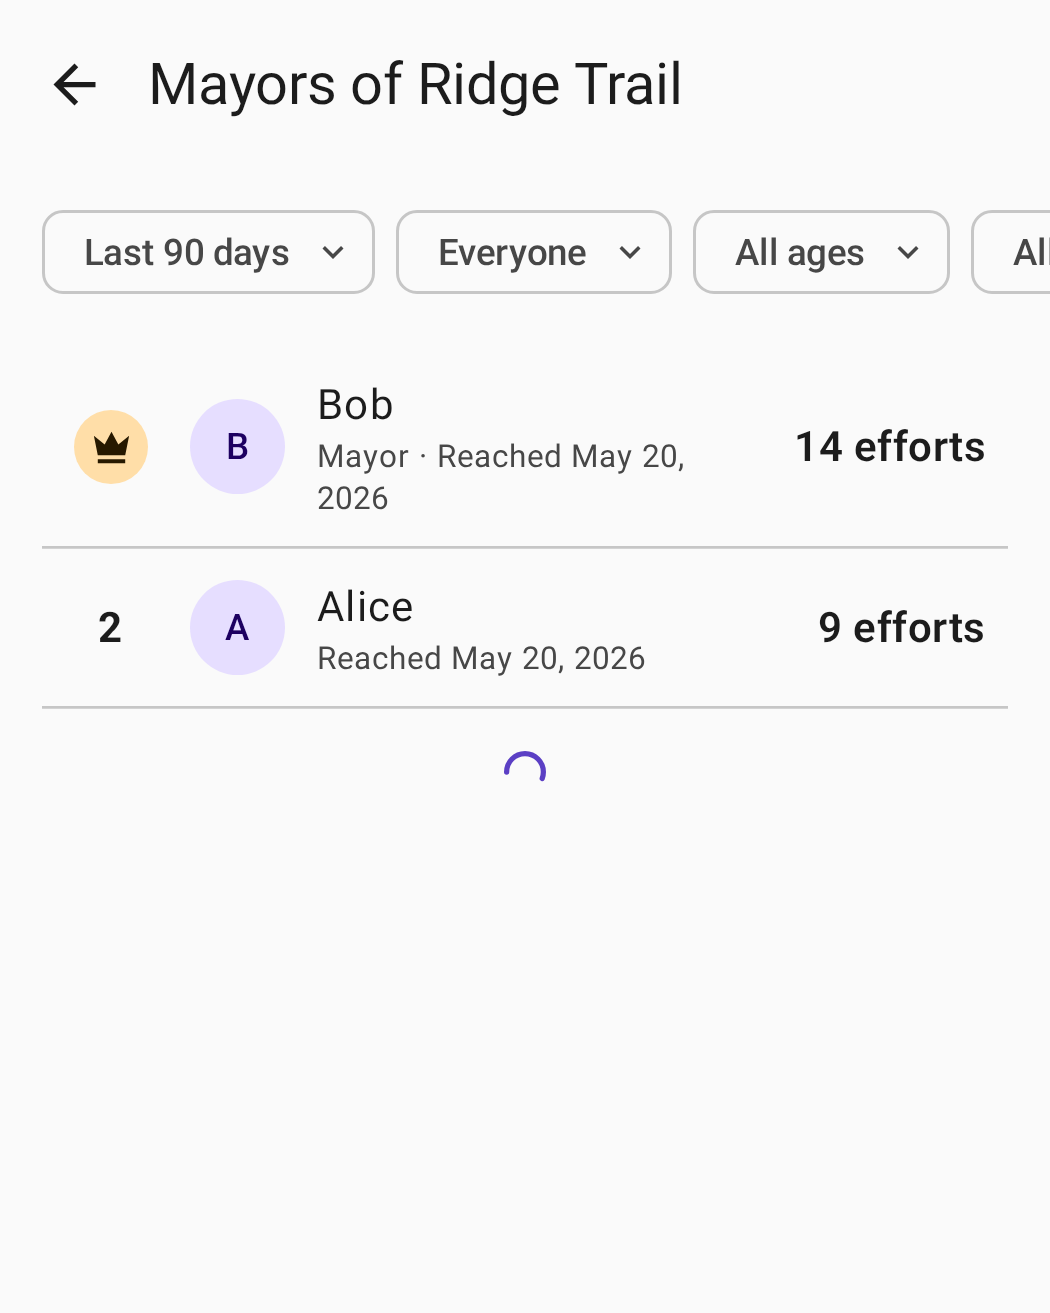 Mayors of Ridge Trail
Last 90 days
Everyone
All ages
All
B
Bob
Mayor · Reached May 20,
2026
14 efforts
2
A
Alice
Reached May 20, 2026
9 efforts